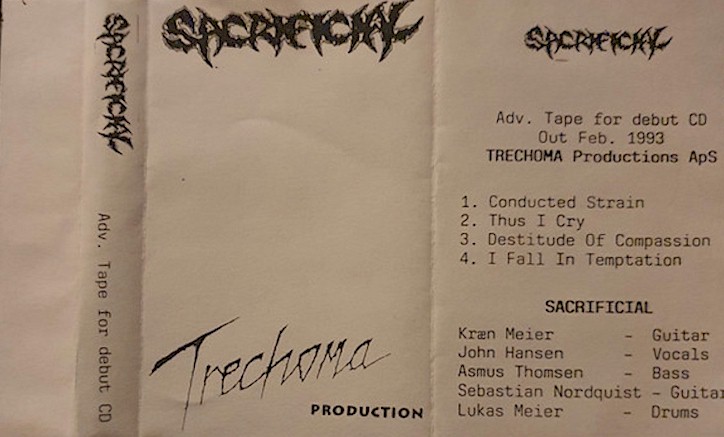 SACRIFICIAL
Adv. Tape for debut CD
SACRIFICIAL
Trechoma
PRODUCTION
SACRIFICIAL
Adv. Tape for debut CD
Out Feb. 1993
TRECHOMA Productions ApS
1. Conducted Strain
2. Thus I Cry
3. Destitude Of Compassion
4. I Fall In Temptation
SACRIFICIAL
Kræn Meier - Guitar
John Hansen - Vocals
Asmus Thomsen - Bass
Sebastian Nordquist - Guitar
Lukas Meier - Drums